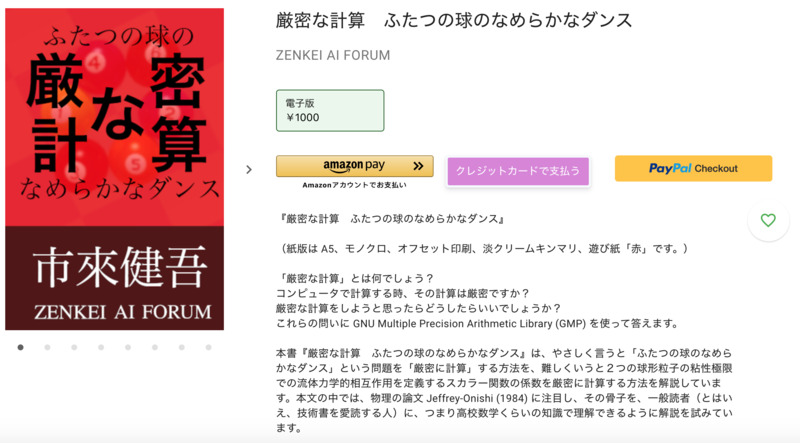 ふたつの球の
厳密な計算
なめらかなダンス
市來健吾
ZENKEI AI FORUM
厳密な計算　ふたつの球のなめらかなダンス
ZENKEI AI FORUM
電子版
￥1000
amazon pay
Amazonアカウントでお支払い
クレジットカードで支払う
PayPal Checkout
『厳密な計算　ふたつの球のなめらかなダンス』
（紙版は A5、モノクロ、オフセット印刷、淡クリームキンマリ、遊び紙「赤」です。）
「厳密な計算」とは何でしょう？
コンピュータで計算する時、その計算は厳密ですか？
厳密な計算をしようと思ったらどうしたらいいでしょうか？
これらの問いに GNU Multiple Precision Arithmetic Library (GMP) を使って答えます。
本書『厳密な計算　ふたつの球のなめらかなダンス』は、やさしく言うと「ふたつの球のなめら
かなダンス」という問題を「厳密に計算」する方法を、難しくいうと２つの球形粒子の粘性極限
での流体力学的相互作用を定義するスカラー関数の係数を厳密に計算する方法を解説していま
す。本文の中では、物理の論文 Jeffrey-Onishi (1984) に注目し、その骨子を、一般読者（とはい
え、技術書を愛読する人）に、つまり高校数学くらいの知識で理解できるように解説を試みてい
ます。